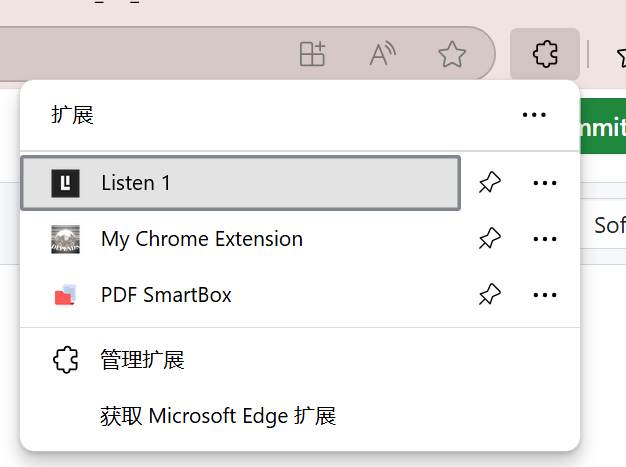 扩展
mmit
Listen 1
Sof
My Chrome Extension
PDF SmartBox
管理扩展
获取 Microsoft Edge 扩展